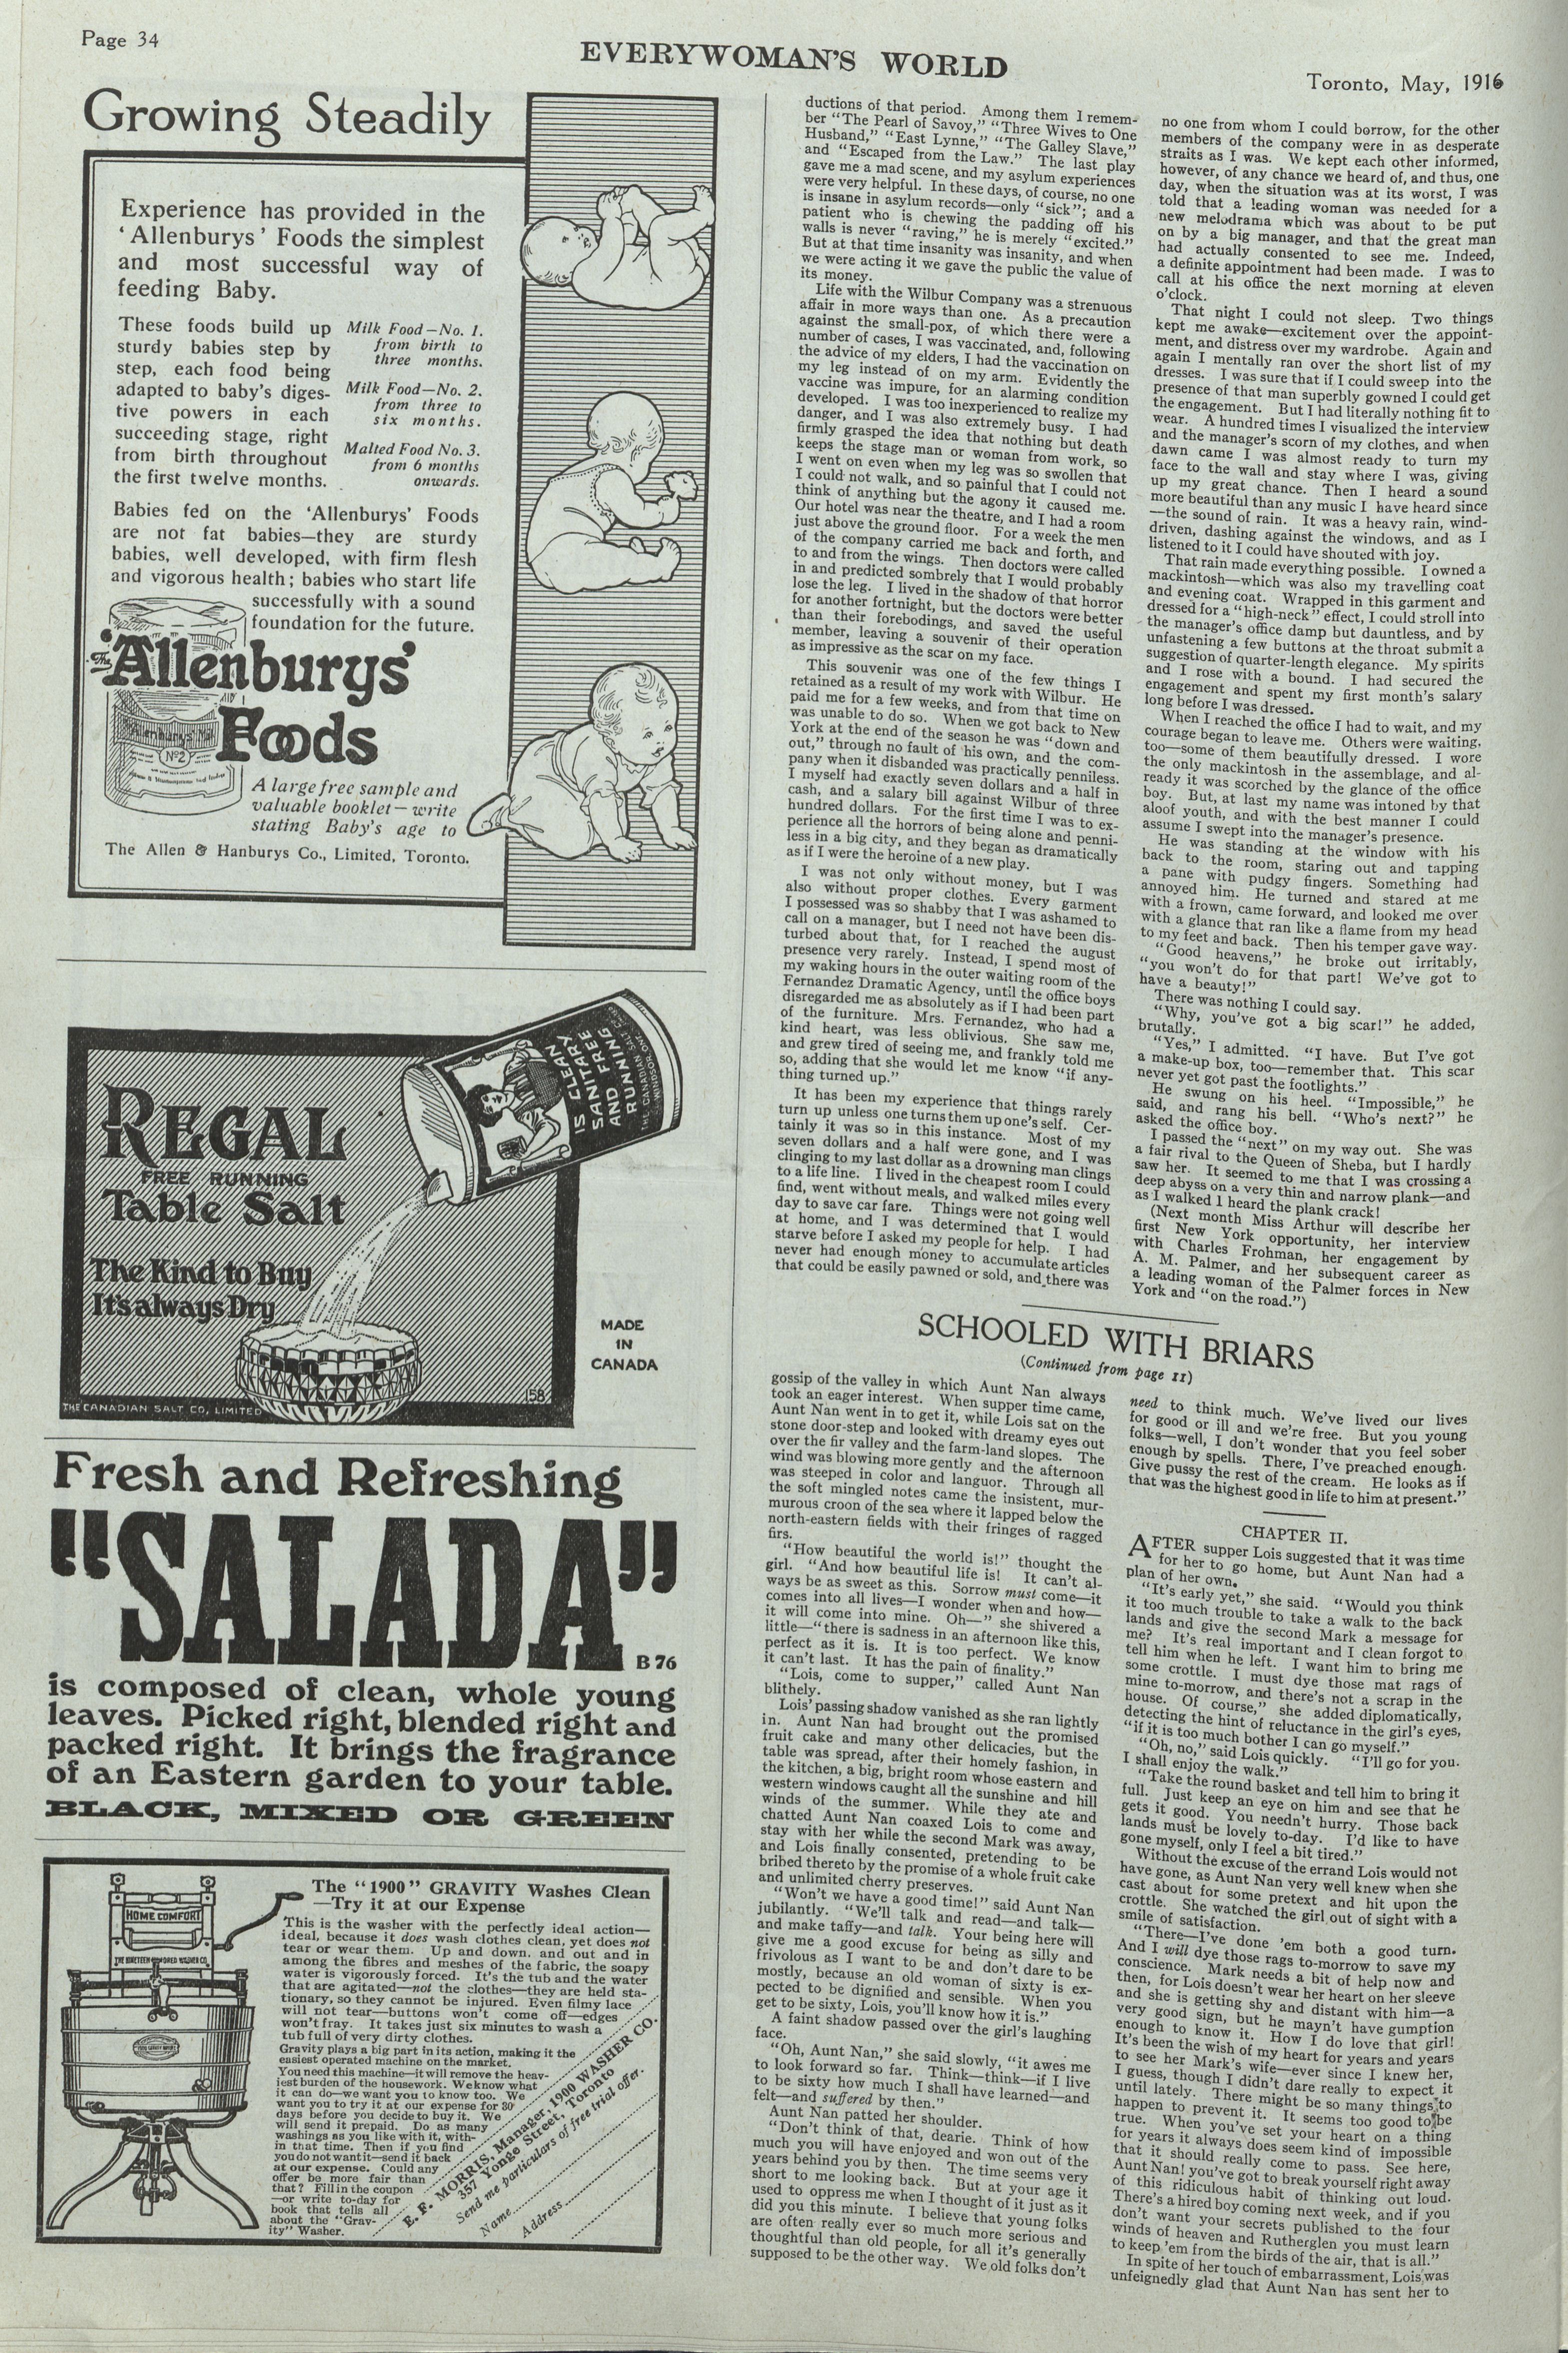 Page 34
EVERYWOMAN'S WORLD
Toronto, May, 1916
Growing Steadily
Experience has provided in the
'Allenburys' Foods the simplest
and most successful way of
feeding Baby.
These foods build up
sturdy babies step by
step, each food being
adapted to baby's diges-
tive powers in each
succeeding stage, right
from birth throughout
the first twelve months.
Milk Food—No. 1.
from birth to
three months.
Milk Food—No. 2.
from three to
six months.
Malted Food No. 3.
from 6 months
onwards.
Babies fed on the 'Allenburys' Foods
are not fat babies—they are sturdy
babies, well developed, with firm flesh
and vigorous health; babies who start life
successfully with a sound
foundation for the future.
The
'Allenburys'
Foods
Nº2
A large free sample and
valuable booklet—write
stating Baby's age to
The Allen & Hanburys Co., Limited, Toronto.
REGAL
FREE RUNNING
Table Salt
The Kind to Buy
It's always Dry
IS CLEAN
SANITARY
AND FREE
RUNNING
THE CANADIAN SALT CO.
WINDSOR, ONT.
MADE
IN
CANADA
158
THE CANADIAN SALT CO, LIMITED
Fresh and Refreshing
"SALADA"
B 76
is composed of clean, whole young
leaves. Picked right, blended right and
packed right. It brings the fragrance
of an Eastern garden to your table.
BLACK, MIXED OR GREEN
HOME COMFORT
THE NINETEEN HUNDRED WASHER CO.
The "1900" GRAVITY Washes Clean
—Try it at our Expense
This is the washer with the perfectly ideal action—
ideal, because it does wash clothes clean, yet does not
tear or wear them. Up and down, and out and in
among the fibres and meshes of the fabric, the soapy
water is vigorously forced. It's the tub and the water
that are agitated—not the clothes—they are held sta-
tionary, so they cannot be injured. Even filmy lace
will not tear—buttons won't come off—edges
won't fray. It takes just six minutes to wash a
tub full of very dirty clothes.
Gravity plays a big part in its action, making it the
easiest operated machine on the market.
You need this machine—it will remove the heav-
iest burden of the housework. We know what
it can do—we want you to know too. We
want you to try it at our expense for 30
days before you decide to buy it. We
will send it prepaid. Do as many
washings as you like with it, with-
in that time. Then if you find
you do not want it—send it back
at our expense. Could any
offer be more fair than
that? Fill in the coupon
—or write to-day for
book that tells all
about the "Grav-
ity" Washer.
E. F. MORRIS, Manager, 1900 WASHER CO.
357 Yonge Street, Toronto
Send me particulars of free trial offer.
Name
Address
ductions of that period. Among them I remem-
ber "The Pearl of Savoy," "Three Wives to One
Husband," "East Lynne," "The Galley Slave,"
and "Escaped from the Law." The last play
gave me a mad scene, and my asylum experiences
were very helpful. In these days, of course, no one
is insane in asylum records—only "sick"; and a
patient who is chewing the padding off his
walls is never "raving," he is merely "excited."
But at that time insanity was insanity, and when
we were acting it we gave the public the value of
its money.
Life with the Wilbur Company was a strenuous
affair in more ways than one. As a precaution
against the small-pox, of which there were a
number of cases, I was vaccinated, and, following
the advice of my elders, I had the vaccination on
my leg instead of on my arm. Evidently the
vaccine was impure, for an alarming condition
developed. I was too inexperienced to realize my
danger, and I was also extremely busy. I had
firmly grasped the idea that nothing but death
keeps the stage man or woman from work, so
I went on even when my leg was so swollen that
I could not walk, and so painful that I could not
think of anything but the agony it caused me.
Our hotel was near the theatre, and I had a room
just above the ground floor. For a week the men
of the company carried me back and forth, and
to and from the wings. Then doctors were called
in and predicted sombrely that I would probably
lose the leg. I lived in the shadow of that horror
for another fortnight, but the doctors were better
than their forebodings, and saved the useful
member, leaving a souvenir of their operation
as impressive as the scar on my face.
This souvenir was one of the few things I
retained as a result of my work with Wilbur. He
paid me for a few weeks, and from that time on
was unable to do so. When we got back to New
York at the end of the season he was "down and
out," through no fault of his own, and the com-
pany when it disbanded was practically penniless.
I myself had exactly seven dollars and a half in
cash, and a salary bill against Wilbur of three
hundred dollars. For the first time I was to ex-
perience all the horrors of being alone and penni-
less in a big city, and they began as dramatically
as if I were the heroine of a new play.
I was not only without money, but I was
also without proper clothes. Every garment
I possessed was so shabby that I was ashamed to
call on a manager, but I need not have been dis-
turbed about that, for I reached the august
presence very rarely. Instead, I spend most of
my waking hours in the outer waiting room of the
Fernandez Dramatic Agency, until the office boys
disregarded me as absolutely as if I had been part
of the furniture. Mrs. Fernandez, who had a
kind heart, was less oblivious. She saw me,
and grew tired of seeing me, and frankly told me
so, adding that she would let me know "if any-
thing turned up."
It has been my experience that things rarely
turn up unless one turns them up one's self. Cer-
tainly it was so in this instance. Most of my
seven dollars and a half were gone, and I was
clinging to my last dollar as a drowning man clings
to a life line. I lived in the cheapest room I could
find, went without meals, and walked miles every
day to save car fare. Things were not going well
at home, and I was determined that I would
starve before I asked my people for help. I had
never had enough money to accumulate articles
that could be easily pawned or sold, and there was
no one from whom I could borrow, for the other
members of the company were in as desperate
straits as I was. We kept each other informed,
however, of any chance we heard of, and thus, one
day, when the situation was at its worst, I was
told that a leading woman was needed for a
new melodrama which was about to be put
on by a big manager, and that the great man
had actually consented to see me. Indeed,
a definite appointment had been made. I was to
call at his office the next morning at eleven
o'clock.
That night I could not sleep. Two things
kept me awake—excitement over the appoint-
ment, and distress over my wardrobe. Again and
again I mentally ran over the short list of my
dresses. I was sure that if I could sweep into the
presence of that man superbly gowned I could get
the engagement. But I had literally nothing fit to
wear. A hundred times I visualized the interview
and the manager's scorn of my clothes, and when
dawn came I was almost ready to turn my
face to the wall and stay where I was, giving
up my great chance. Then I heard a sound
more beautiful than any music I have heard since
—the sound of rain. It was a heavy rain, wind-
driven, dashing against the windows, and as I
listened to it I could have shouted with joy.
That rain made everything possible. I owned a
mackintosh—which was also my travelling coat
and evening coat. Wrapped in this garment and
dressed for a "high-neck" effect, I could stroll into
the manager's office damp but dauntless, and by
unfastening a few buttons at the throat submit a
suggestion of quarter-length elegance. My spirits
and I rose with a bound. I had secured the
engagement and spent my first month's salary
long before I was dressed.
When I reached the office I had to wait, and my
courage began to leave me. Others were waiting,
too—some of them beautifully dressed. I wore
the only mackintosh in the assemblage, and al-
ready it was scorched by the glance of the office
boy. But, at last my name was intoned by that
aloof youth, and with the best manner I could
assume I swept into the manager's presence.
He was standing at the window with his
back to the room, staring out and tapping
a pane with pudgy fingers. Something had
annoyed him. He turned and stared at me
with a frown, came forward, and looked me over
with a glance that ran like a flame from my head
to my feet and back. Then his temper gave way.
"Good heavens," he broke out irritably,
"you won't do for that part! We've got to
have a beauty!"
There was nothing I could say.
"Why, you've got a big scar!" he added,
brutally.
"Yes," I admitted. "I have. But I've got
a make-up box, too—remember that. This scar
never yet got past the footlights."
He swung on his heel. "Impossible," he
said, and rang his bell. "Who's next?" he
asked the office boy.
I passed the "next" on my way out. She was
a fair rival to the Queen of Sheba, but I hardly
saw her. It seemed to me that I was crossing a
deep abyss on a very thin and narrow plank—and
as I walked I heard the plank crack!
(Next month Miss Arthur will describe her
first New York opportunity, her interview
with Charles Frohman, her engagement by
A. M. Palmer, and her subsequent career as
a leading woman of the Palmer forces in New
York and "on the road.")
SCHOOLED WITH BRIARS
(Continued from page 11)
gossip of the valley in which Aunt Nan always
took an eager interest. When supper time came,
Aunt Nan went in to get it, while Lois sat on the
stone door-step and looked with dreamy eyes out
over the fir valley and the farm-land slopes. The
wind was blowing more gently and the afternoon
was steeped in color and languor. Through all
the soft mingled notes came the insistent, mur-
murous croon of the sea where it lapped below the
north-eastern fields with their fringes of ragged
firs.
"How beautiful the world is!" thought the
girl. "And how beautiful life is! It can't al-
ways be as sweet as this. Sorrow must come—it
comes into all lives—I wonder when and how—
it will come into mine. Oh—" she shivered a
little—"there is sadness in an afternoon like this,
perfect as it is. It is too perfect. We know
it can't last. It has the pain of finality."
"Lois, come to supper," called Aunt Nan
blithely.
Lois' passing shadow vanished as she ran lightly
in. Aunt Nan had brought out the promised
fruit cake and many other delicacies, but the
table was spread, after their homely fashion, in
the kitchen, a big, bright room whose eastern and
western windows caught all the sunshine and hill
winds of the summer. While they ate and
chatted Aunt Nan coaxed Lois to come and
stay with her while the second Mark was away,
and Lois finally consented, pretending to be
bribed thereto by the promise of a whole fruit cake
and unlimited cherry preserves.
"Won't we have a good time!" said Aunt Nan
jubilantly. "We'll talk and read—and talk—
and make taffy—and talk. Your being here will
give me a good excuse for being as silly and
frivolous as I want to be and don't dare to be
mostly, because an old woman of sixty is ex-
pected to be dignified and sensible. When you
get to be sixty, Lois, you'll know how it is."
A faint shadow passed over the girl's laughing
face.
"Oh, Aunt Nan," she said slowly, "it awes me
to look forward so far. Think—think—if I live
to be sixty how much I shall have learned—and
felt—and suffered by then."
Aunt Nan patted her shoulder.
"Don't think of that, dearie. Think of how
much you will have enjoyed and won out of the
years behind you by then. The time seems very
short to me looking back. But at your age it
used to oppress me when I thought of it just as it
did you this minute. I believe that young folks
are often really ever so much more serious and
thoughtful than old people, for all it's generally
supposed to be the other way. We old folks don't
need to think much. We've lived our lives
for good or ill and we're free. But you young
folks—well, I don't wonder that you feel sober
enough by spells. There, I've preached enough.
Give pussy the rest of the cream. He looks as if
that was the highest good in life to him at present."
CHAPTER II.
AFTER supper Lois suggested that it was time
for her to go home, but Aunt Nan had a
plan of her own.
"It's early yet," she said. "Would you think
it too much trouble to take a walk to the back
lands and give the second Mark a message for
me? It's real important and I clean forgot to
tell him when he left. I want him to bring me
some crottle. I must dye those mat rags of
mine to-morrow, and there's not a scrap in the
house. Of course," she added diplomatically,
detecting the hint of reluctance in the girl's eyes,
"if it is too much bother I can go myself."
"Oh, no," said Lois quickly. "I'll go for you.
I shall enjoy the walk."
"Take the round basket and tell him to bring it
full. Just keep an eye on him and see that he
gets it good. You needn't hurry. Those back
lands must be lovely to-day. I'd like to have
gone myself, only I feel a bit tired."
Without the excuse of the errand Lois would not
have gone, as Aunt Nan very well knew when she
cast about for some pretext and hit upon the
crottle. She watched the girl out of sight with a
smile of satisfaction.
"There—I've done 'em both a good turn.
And I will dye those rags to-morrow to save my
conscience. Mark needs a bit of help now and
then, for Lois doesn't wear her heart on her sleeve
and she is getting shy and distant with him—a
very good sign, but he mayn't have gumption
enough to know it. How I do love that girl!
It's been the wish of my heart for years and years
to see her Mark's wife—ever since I knew her,
I guess, though I didn't dare really to expect it
until lately. There might be so many things to
happen to prevent it. It seems too good to be
true. When you've set your heart on a thing
for years it always does seem kind of impossible
that it should really come to pass. See here,
Aunt Nan! you've got to break yourself right away
of this ridiculous habit of thinking out loud.
There's a hired boy coming next week, and if you
don't want your secrets published to the four
winds of heaven and Rutherglen you must learn
to keep 'em from the birds of the air, that is all."
In spite of her touch of embarrassment, Lois was
unfeignedly glad that Aunt Nan has sent her to